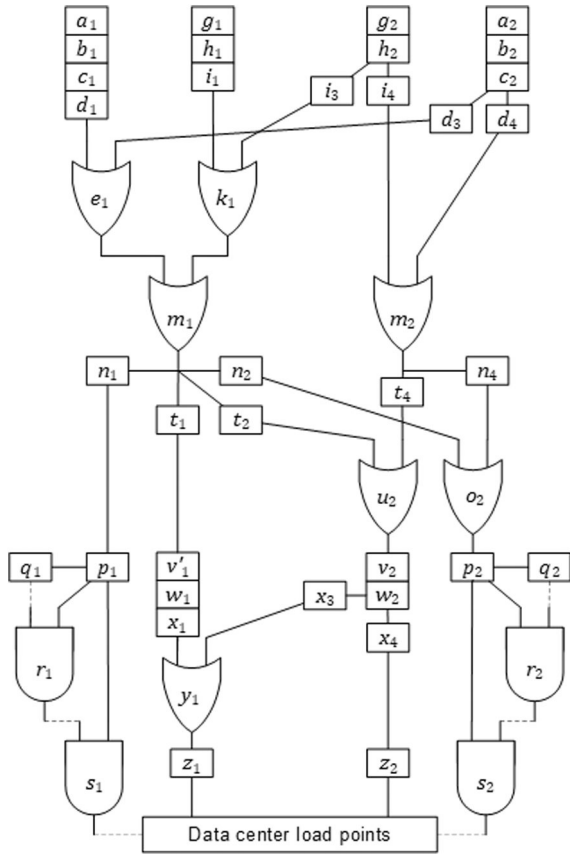 a₁ g₁ g₂ a₂
b₁ h₁ h₂ b₂
c₁ i₁ c₂
d₁ i₃ i₄
d₃ d₄
e₁ k₁
m₁ m₂
n₁ n₂ n₄
t₄
t₁ t₂
u₂ o₂
q₁ p₁ v'₁ v₂ p₂ q₂
w₁ x₃ w₂
x₁ x₄
r₁ r₂
y₁
z₁ z₂
s₁ s₂
Data center load points